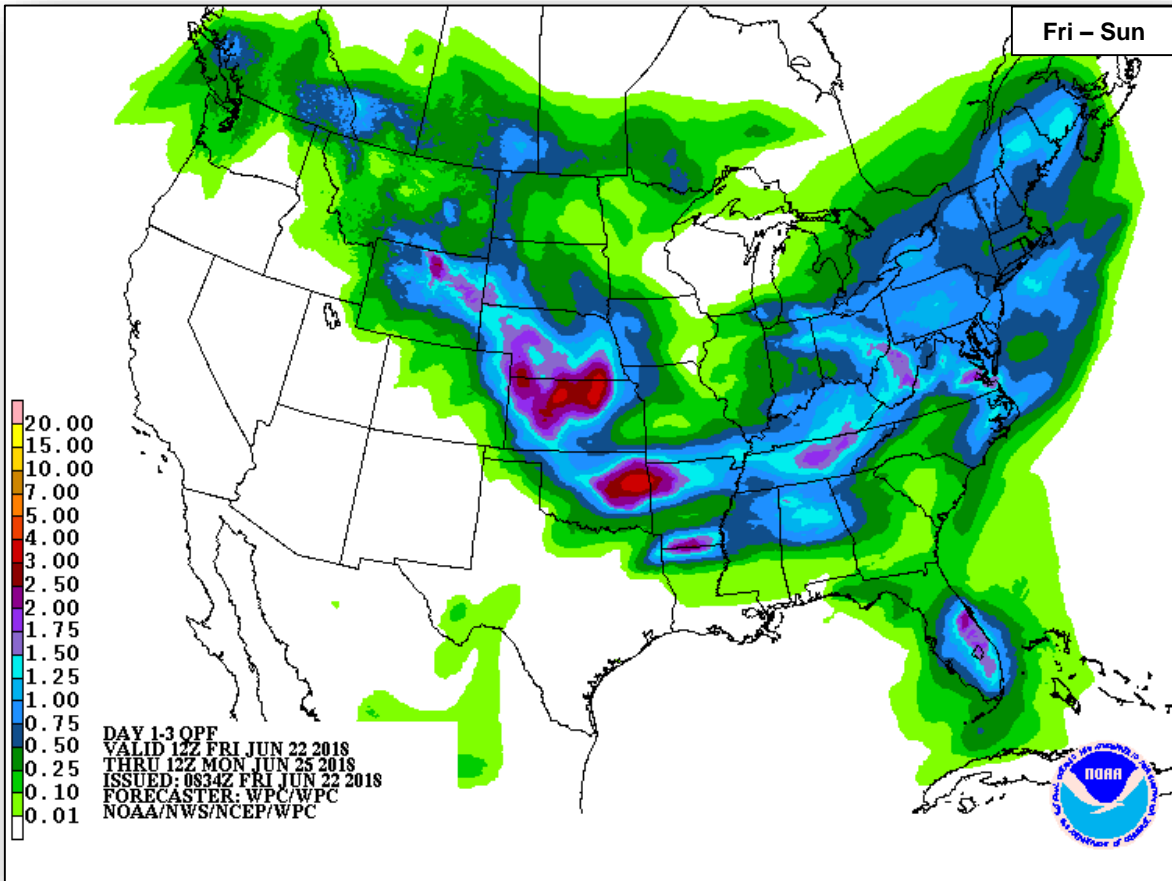 Fri – Sun
20.00
15.00
10.00
7.00
5.00
4.00
3.00
2.50
2.00
1.75
1.50
1.25
1.00
0.75
0.50
0.25
0.10
0.01
DAY 1-3 QPF
VALID 12Z FRI JUN 22 2018
THRU 12Z MON JUN 25 2018
ISSUED: 0834Z FRI JUN 22 2018
FORECASTER: WPC/WPC
NOAA/NWS/NCEP/WPC
NOAA